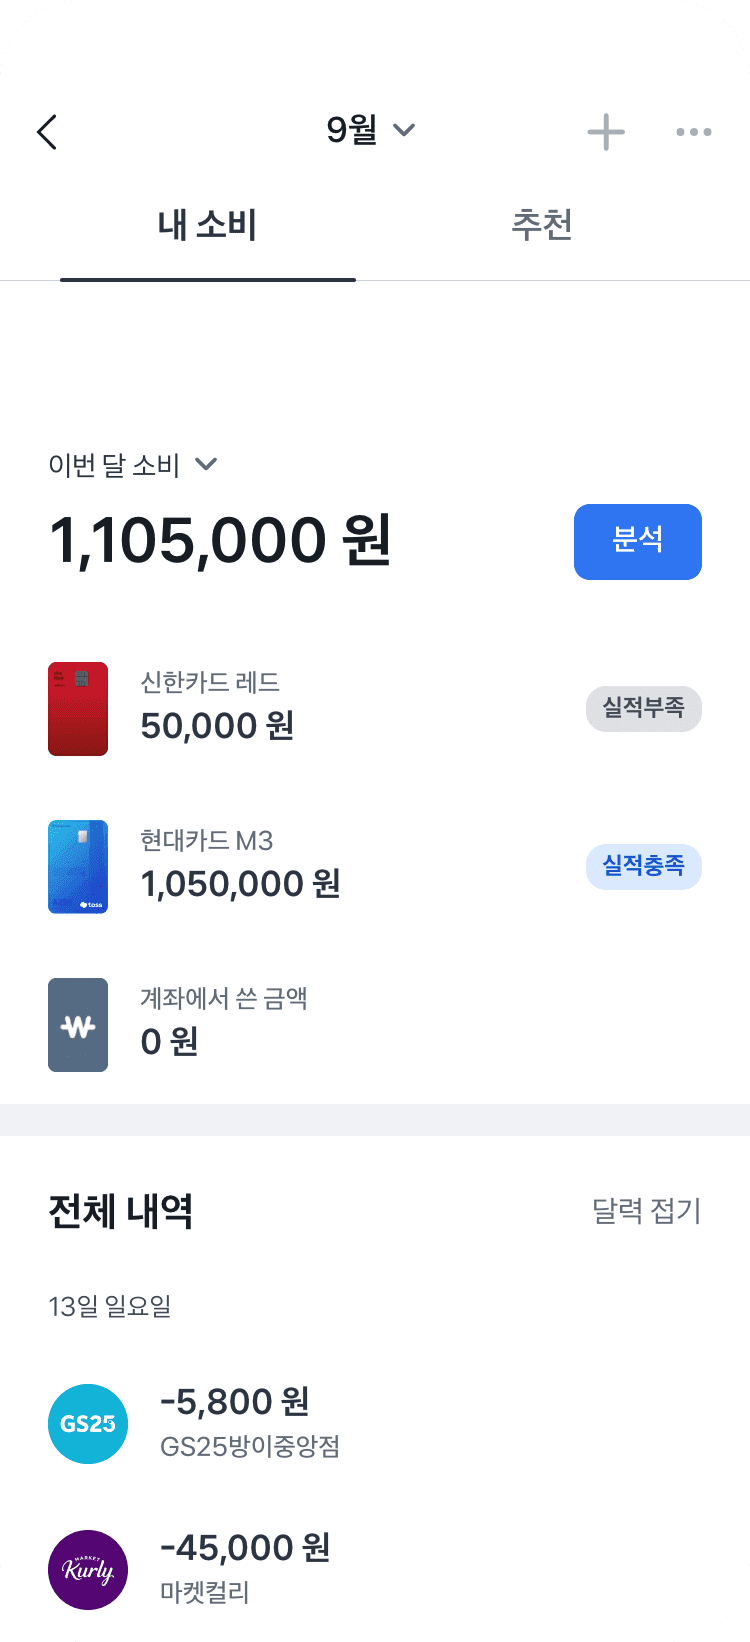 9월
내 소비
추천
이번 달 소비
1,105,000 원
분석
신한카드 레드
50,000 원
실적부족
현대카드 M3
1,050,000 원
실적충족
toss
계좌에서 쓴 금액
0 원
₩
전체 내역
달력 접기
13일 일요일
GS25
-5,800 원
GS25방이중앙점
MARKET
Kurly
-45,000 원
마켓컬리